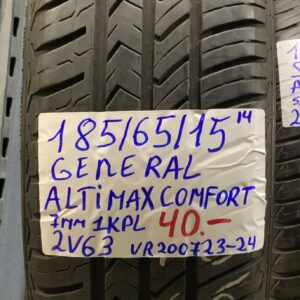 185/65/15 14
GENERAL
ALTIMAX COMFORT
7MM 1KPL 40.-
2V63 VR200723-24